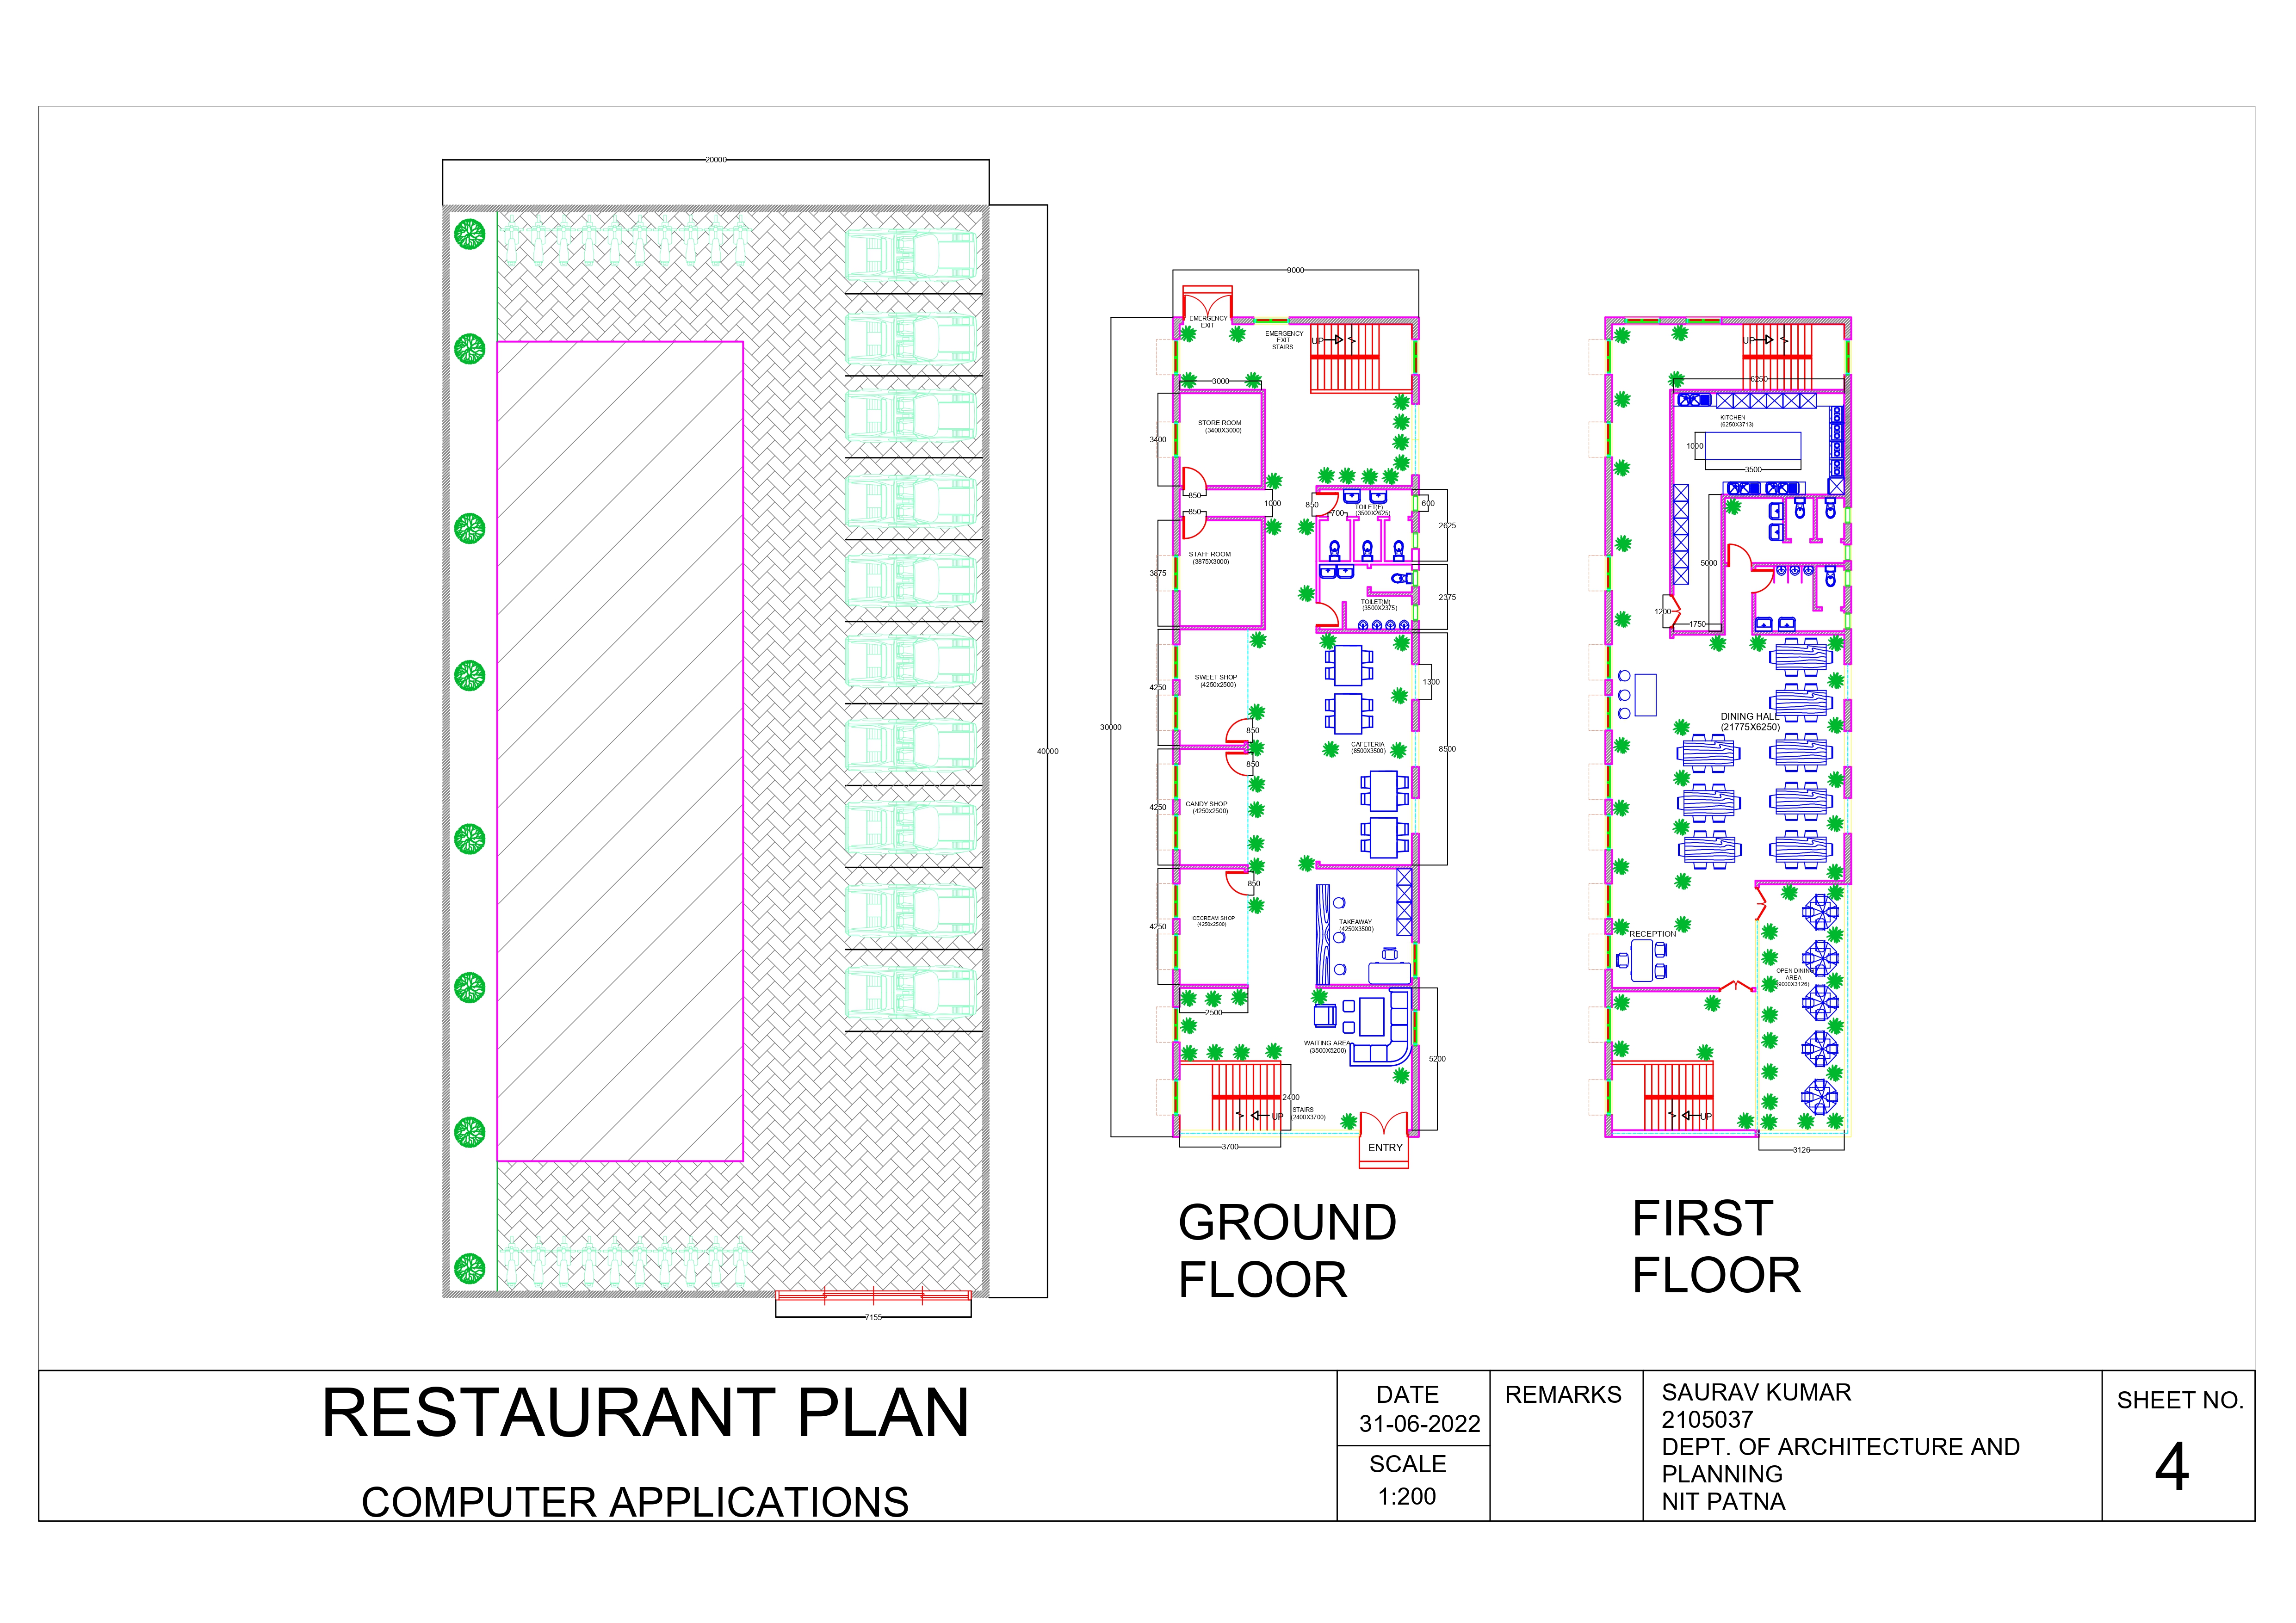 20000
40000
7155
9000
30000
EMERGENCY
EXIT
EMERGENCY
EXIT
STAIRS
UP
3000
STORE ROOM
(3400X3000)
3400
850
850
1000
850
700
TOILET(F)
(3500X2625)
600
2625
STAFF ROOM
(3875X3000)
3875
TOILET(M)
(3500X2375)
2375
SWEET SHOP
(4250x2500)
4250
1300
850
850
CAFETERIA
(8500X3500)
8500
CANDY SHOP
(4250x2500)
4250
850
ICECREAM SHOP
(4250x2500)
4250
TAKEAWAY
(4250X3500)
2500
WAITING AREA
(3500X5200)
5200
2400
STAIRS
(2400X3700)
UP
3700
ENTRY
GROUND
FLOOR
UP
6250
KITCHEN
(6250X3713)
1000
3500
5000
1200
1750
DINING HALL
(21775X6250)
RECEPTION
OPEN DINING
AREA
(9000X3126)
UP
3126
FIRST
FLOOR
RESTAURANT PLAN
COMPUTER APPLICATIONS
DATE
31-06-2022
SCALE
1:200
REMARKS
SAURAV KUMAR
2105037
DEPT. OF ARCHITECTURE AND
PLANNING
NIT PATNA
SHEET NO.
4